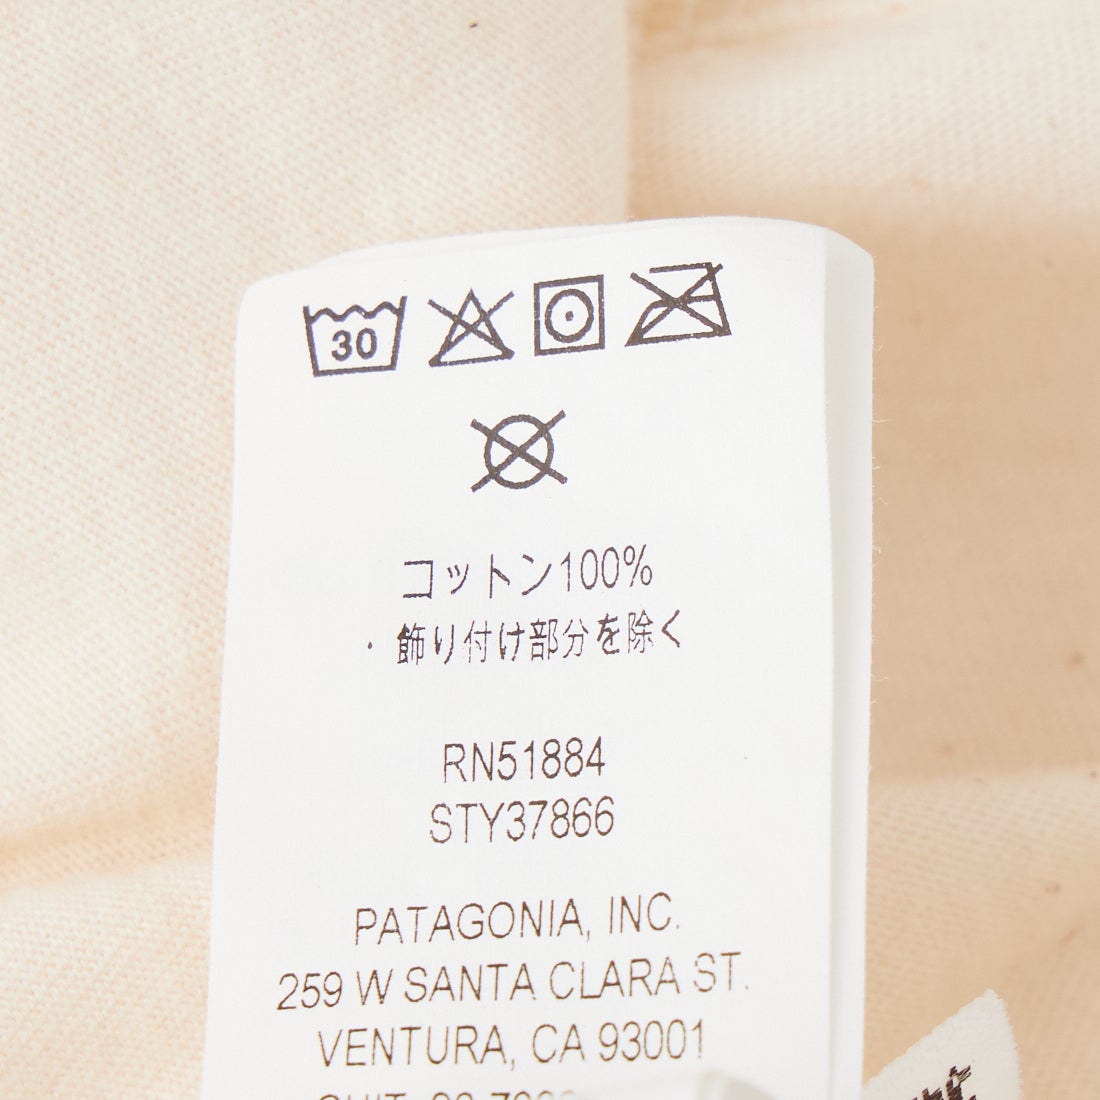 30
コットン100%
・飾り付け部分を除く
RN51884
STY37866
PATAGONIA, INC.
259 W SANTA CLARA ST.
VENTURA, CA 93001